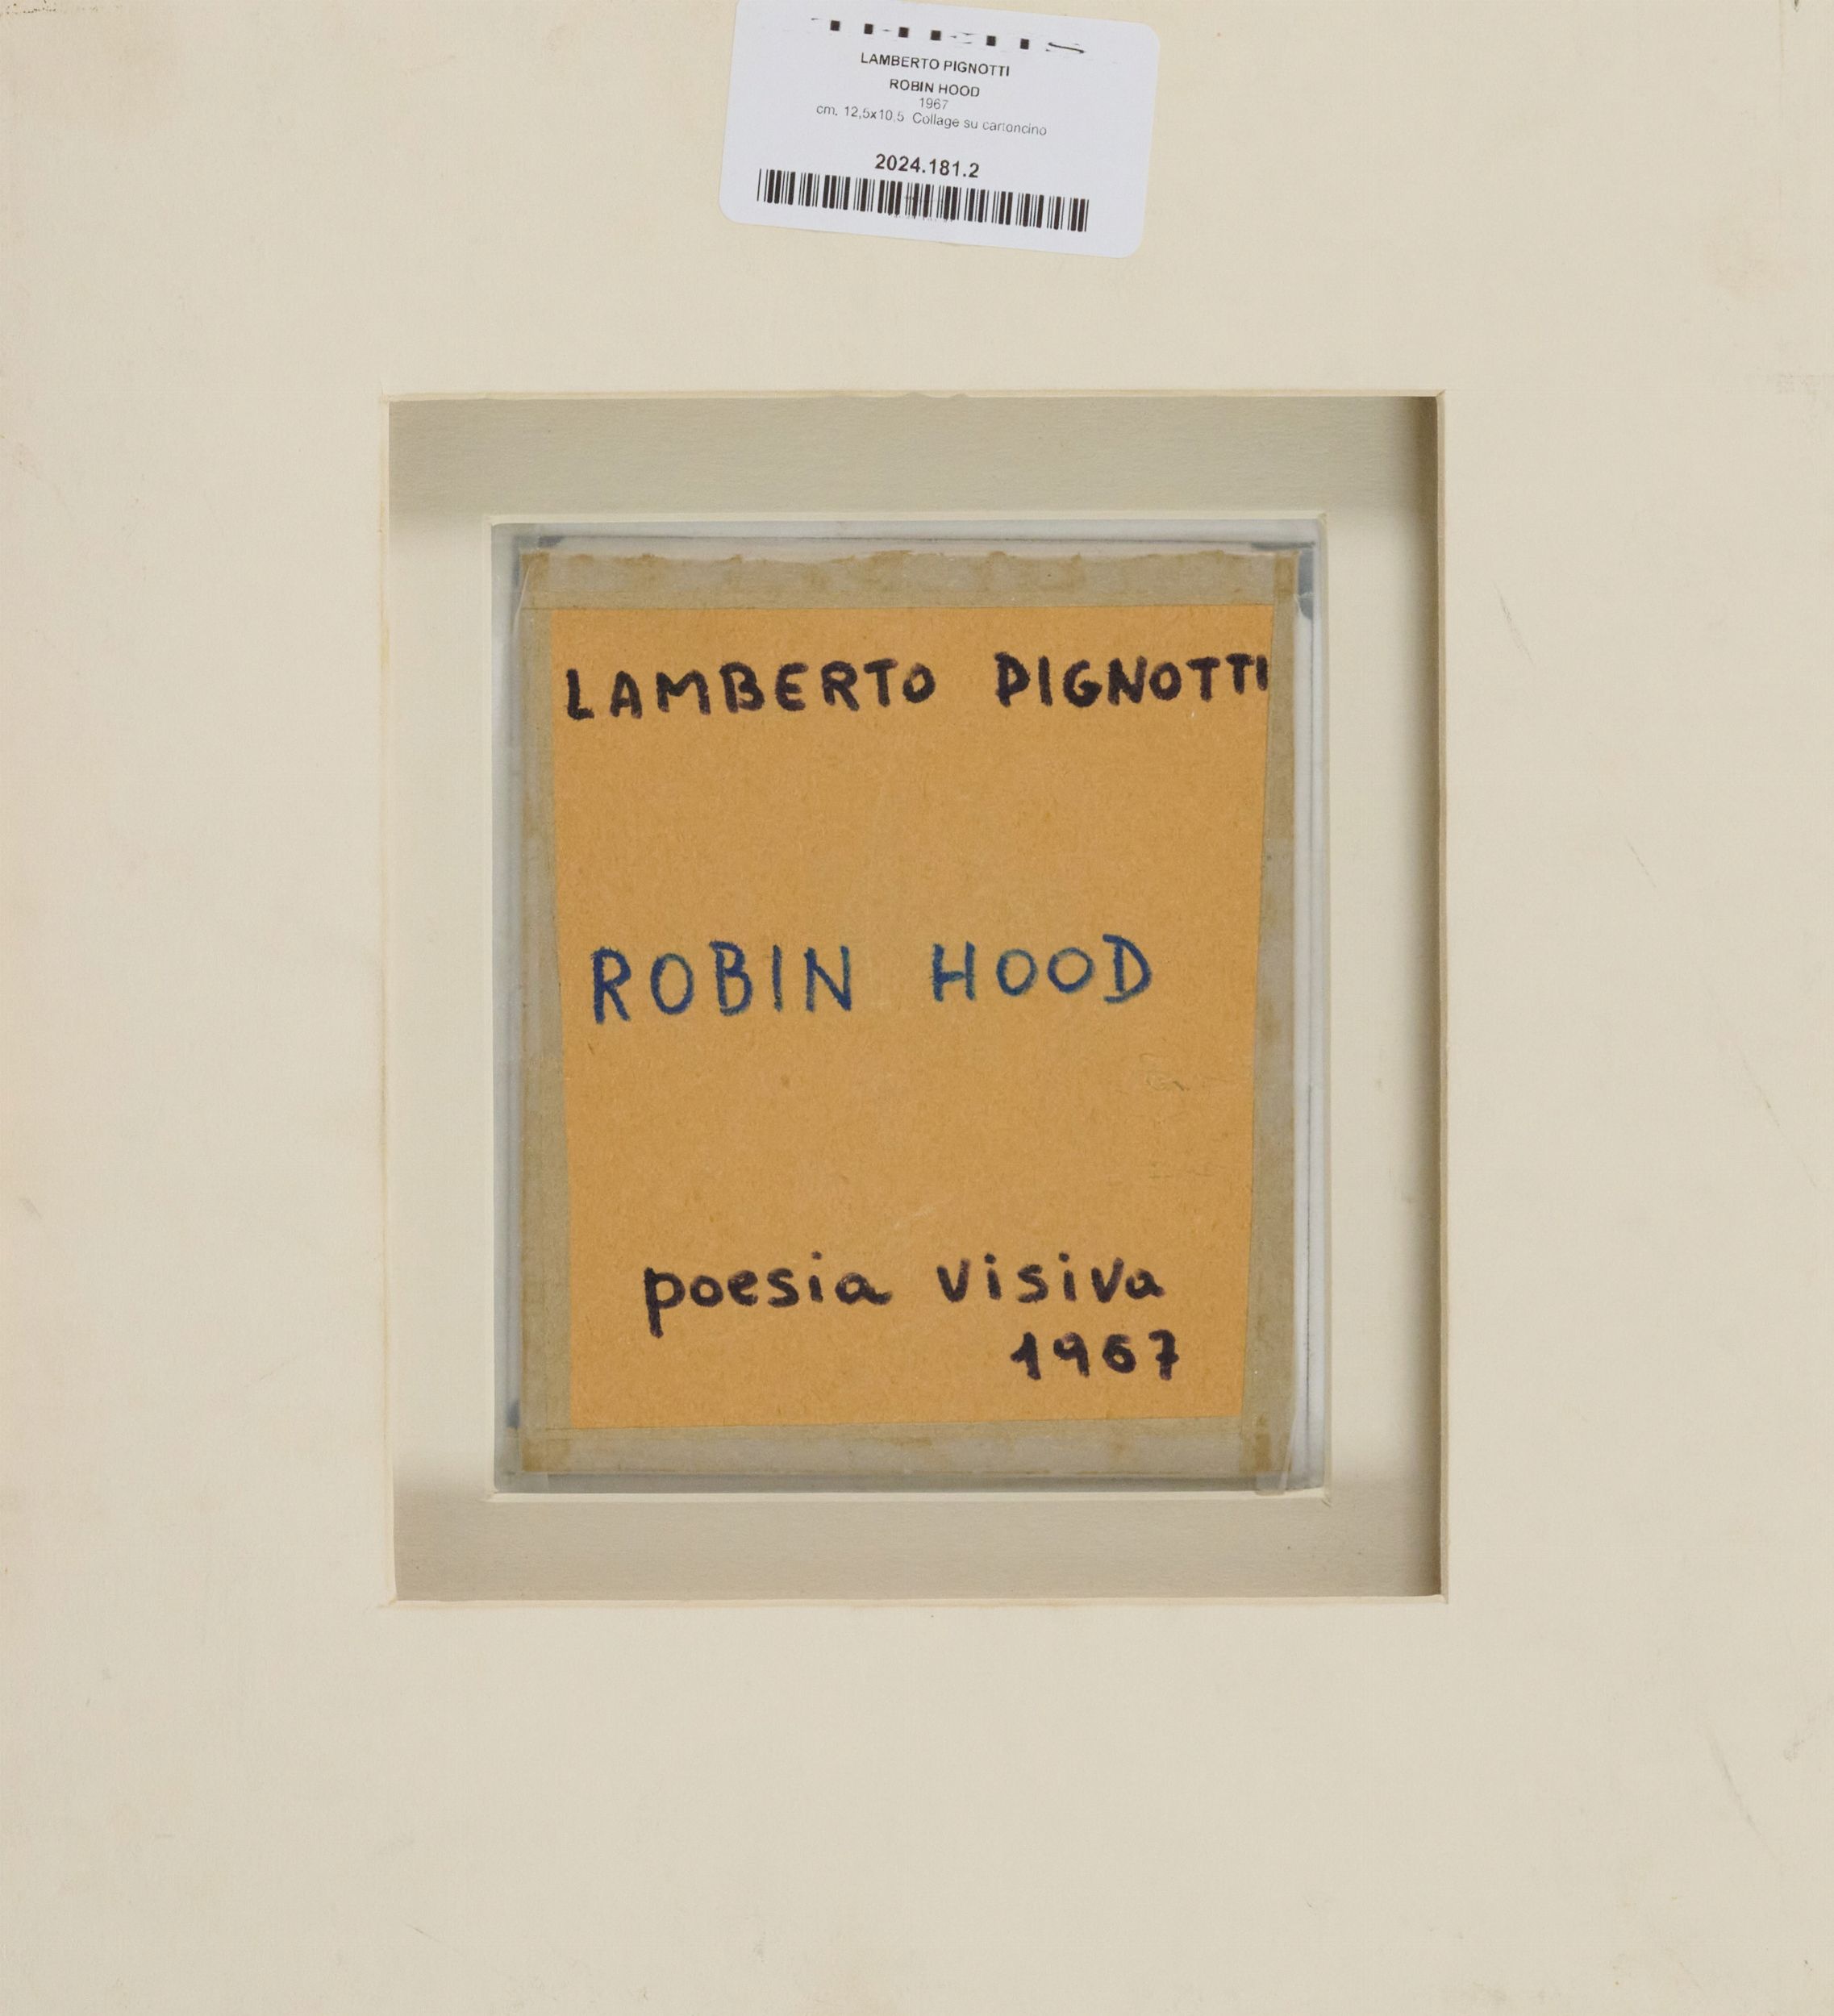 LAMBERTO PIGNOTTI
ROBIN HOOD
1967
cm. 12,5x10,5 Collage su cartoncino
2024.181.2
LAMBERTO PIGNOTTI
ROBIN HOOD
poesia visiva
1967